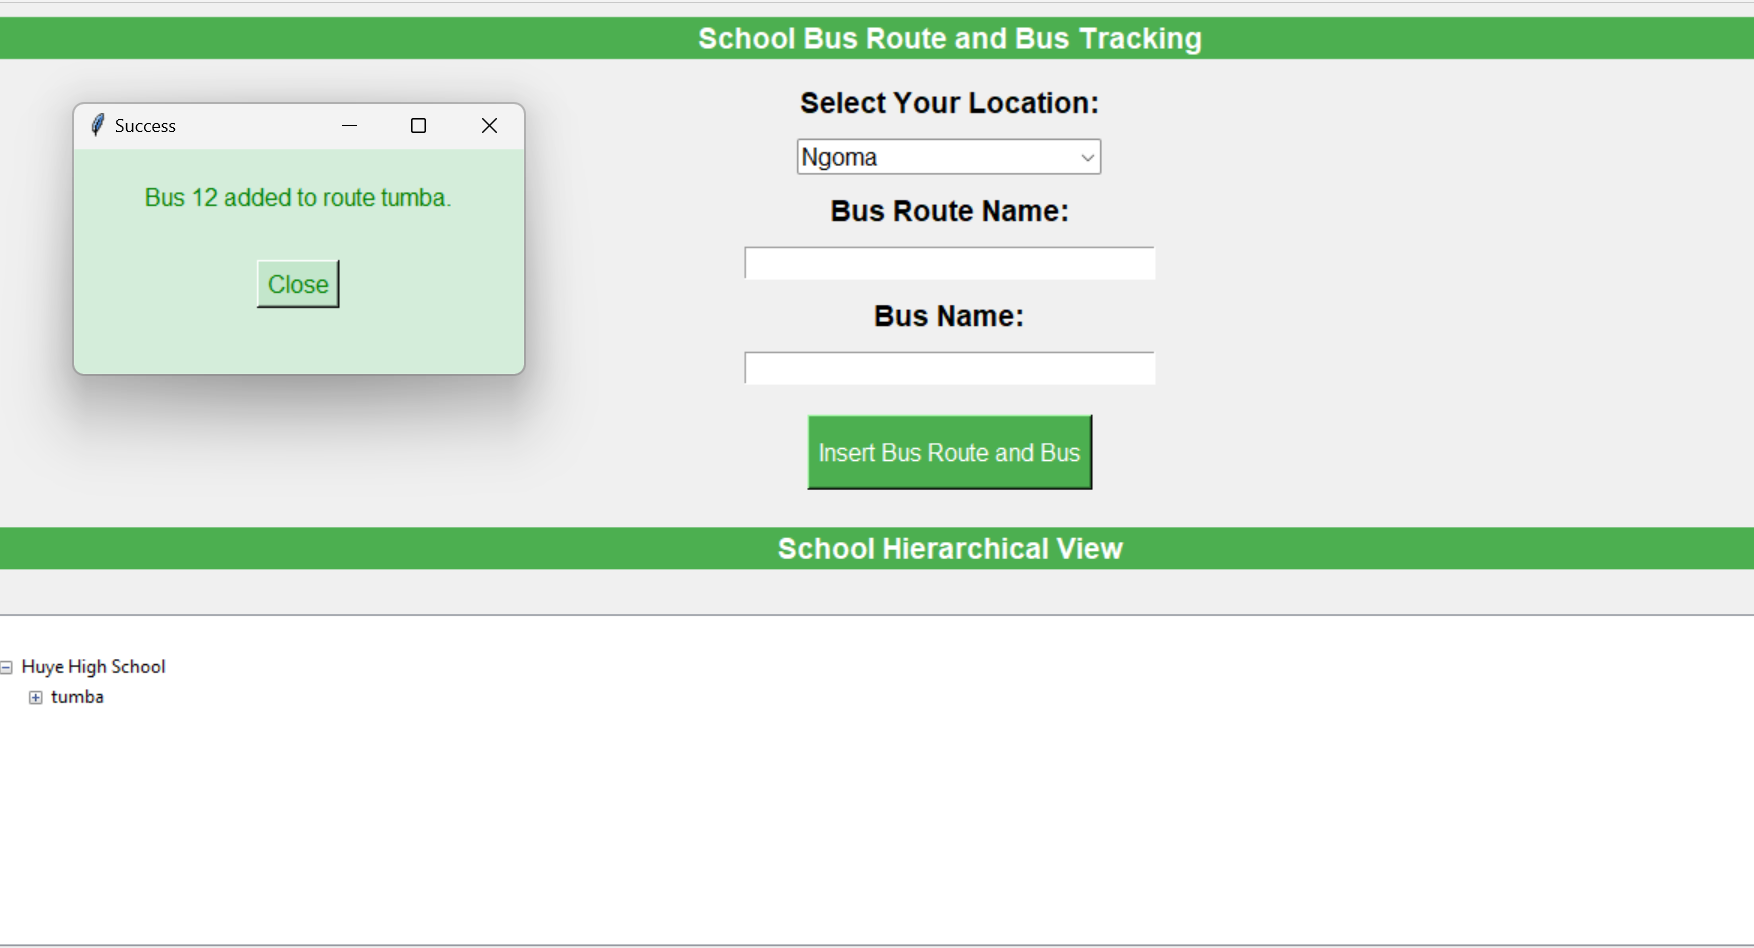 School Bus Route and Bus Tracking
Success
Bus 12 added to route tumba.
Close
Select Your Location:
Ngoma
Bus Route Name:
Bus Name:
Insert Bus Route and Bus
School Hierarchical View
Huye High School
tumba